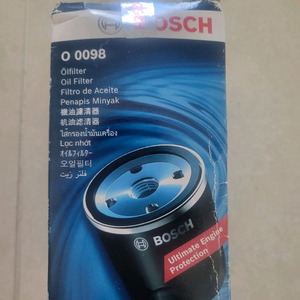 BOSCH
O 0098
Ölfilter
Oil Filter
Filtro de Aceite
Penapis Minyak
機油濾清器
机油滤清器
ไส้กรองน้ำมันเครื่อง
Lọc nhớt
オイルフィルター
오일필터
فلتر زيت
BOSCH
Ultimate Engine
Protection